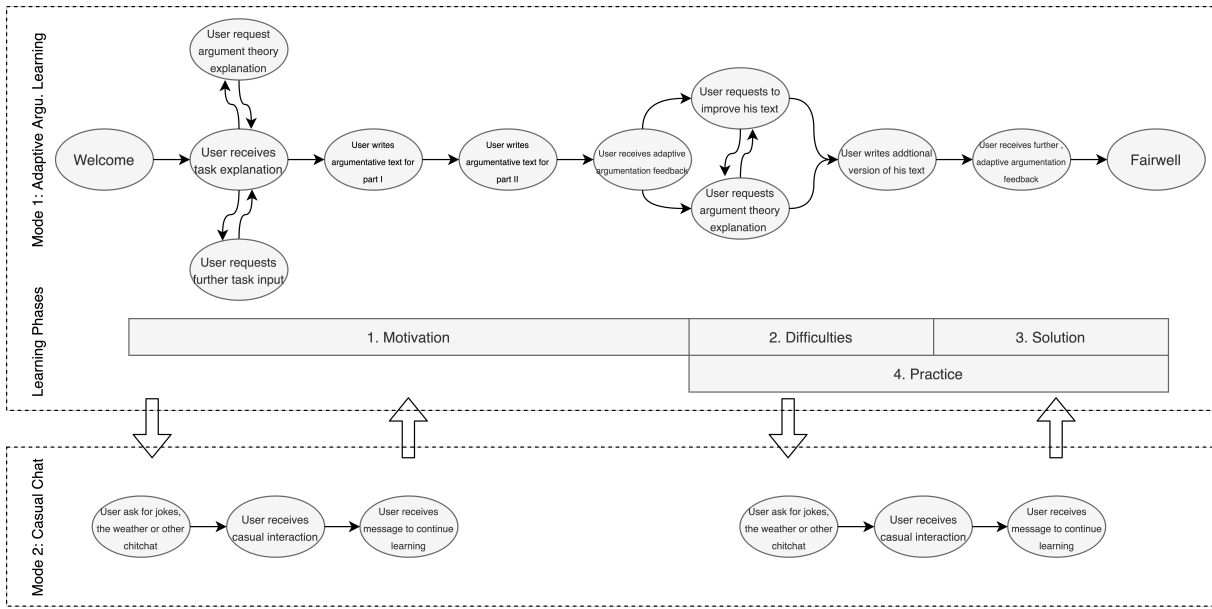 Mode 1: Adaptive Argu. Learning
User request
argument theory
explanation
Welcome
User receives
task explanation
User requests
further task input
User writes
argumentative text for
part I
User writes
argumentative text for
part II
User receives adaptive
argumentation feedback
User requests to
improve his text
User requests
argument theory
explanation
User writes addtional
version of his text
User receives further ,
adaptive argumentation
feedback
Fairwell
Learning Phases
1. Motivation
2. Difficulties
3. Solution
4. Practice
Mode 2: Casual Chat
User ask for jokes,
the weather or other
chitchat
User receives
casual interaction
User receives
message to continue
learning
User ask for jokes,
the weather or other
chitchat
User receives
casual interaction
User receives
message to continue
learning